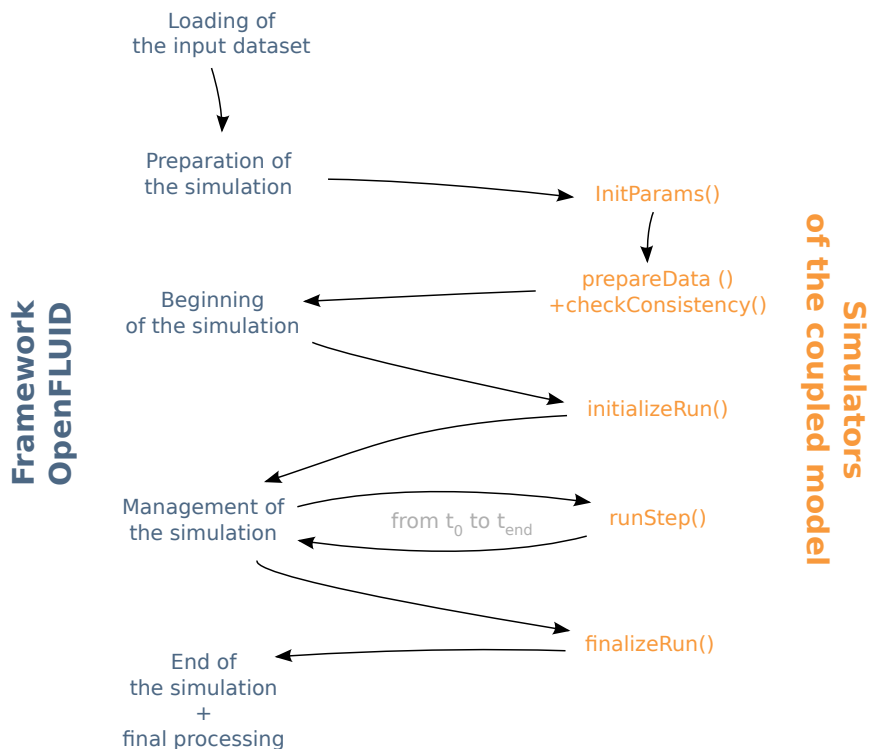 Loading of
the input dataset
Preparation of
the simulation
InitParams()
prepareData ()
+checkConsistency()
Beginning
of the simulation
initializeRun()
Management of
the simulation
from t0 to tend
runStep()
finalizeRun()
End of
the simulation
+
final processing
Framework
OpenFLUID
Simulators
of the coupled model